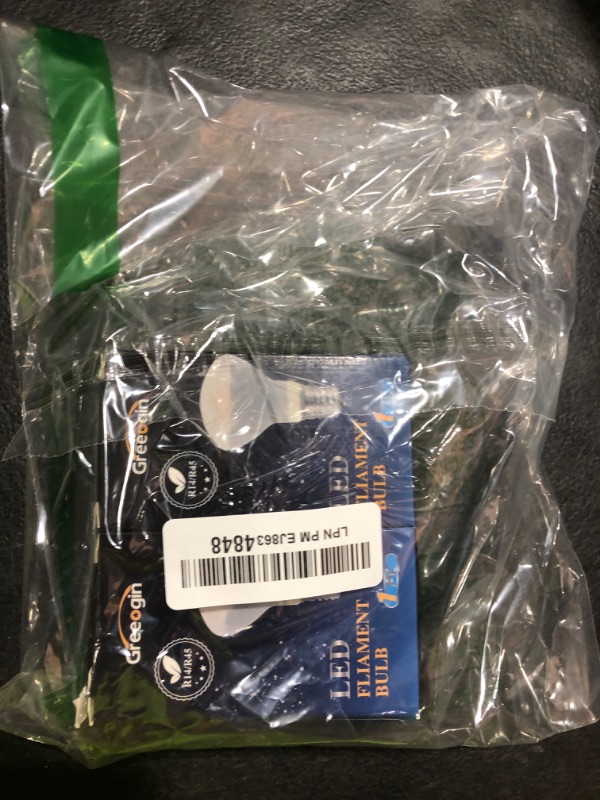 Greeogin
R14/R45
LED
FLIAMENT
BULB
LPN PM EJ8634848
Greeogin
R14/R45
LED
FLIAMENT
BULB